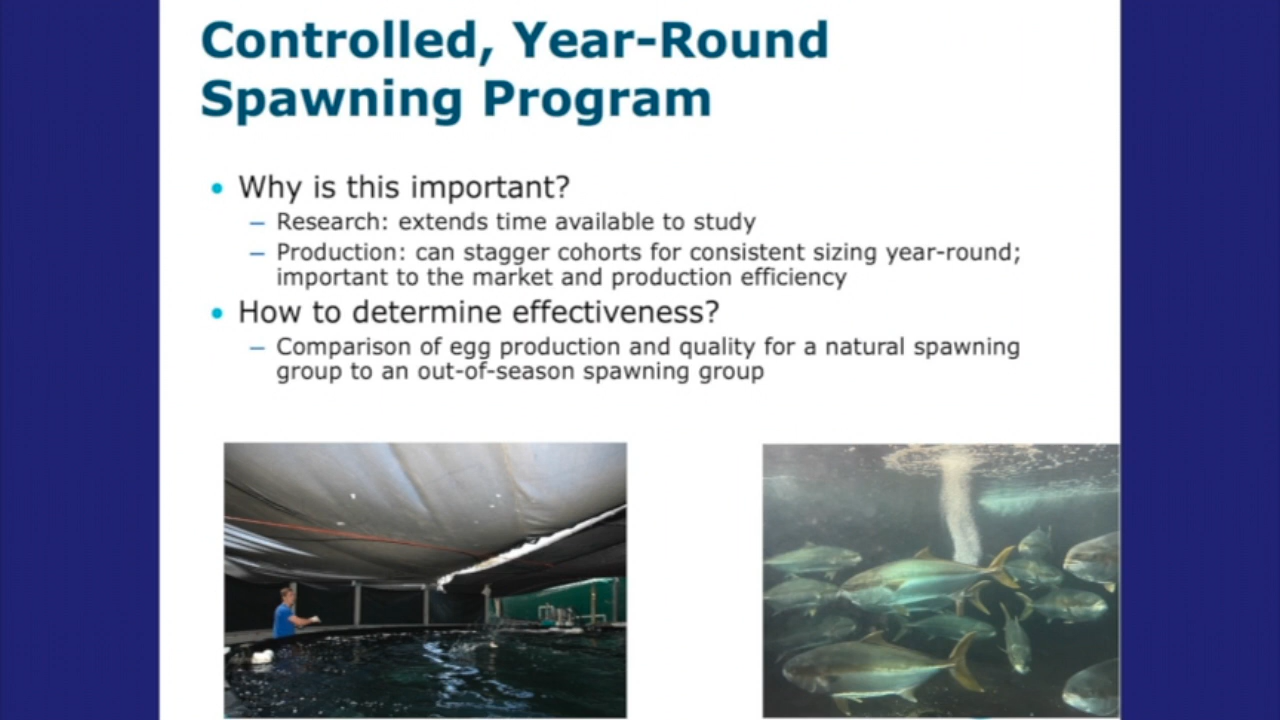 Controlled, Year-Round
Spawning Program
• Why is this important?
– Research: extends time available to study
– Production: can stagger cohorts for consistent sizing year-round;
important to the market and production efficiency
• How to determine effectiveness?
– Comparison of egg production and quality for a natural spawning
group to an out-of-season spawning group